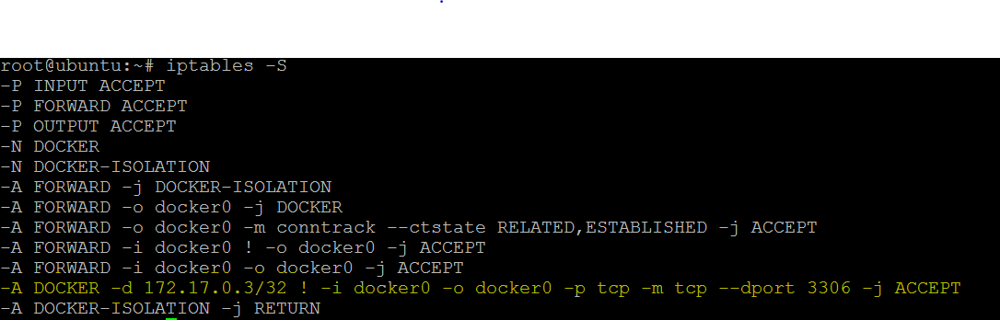 root@ubuntu:~# iptables -S
-P INPUT ACCEPT
-P FORWARD ACCEPT
-P OUTPUT ACCEPT
-N DOCKER
-N DOCKER-ISOLATION
-A FORWARD -j DOCKER-ISOLATION
-A FORWARD -o docker0 -j DOCKER
-A FORWARD -o docker0 -m conntrack --ctstate RELATED,ESTABLISHED -j ACCEPT
-A FORWARD -i docker0 ! -o docker0 -j ACCEPT
-A FORWARD -i docker0 -o docker0 -j ACCEPT
-A DOCKER -d 172.17.0.3/32 ! -i docker0 -o docker0 -p tcp -m tcp --dport 3306 -j ACCEPT
-A DOCKER-ISOLATION -j RETURN